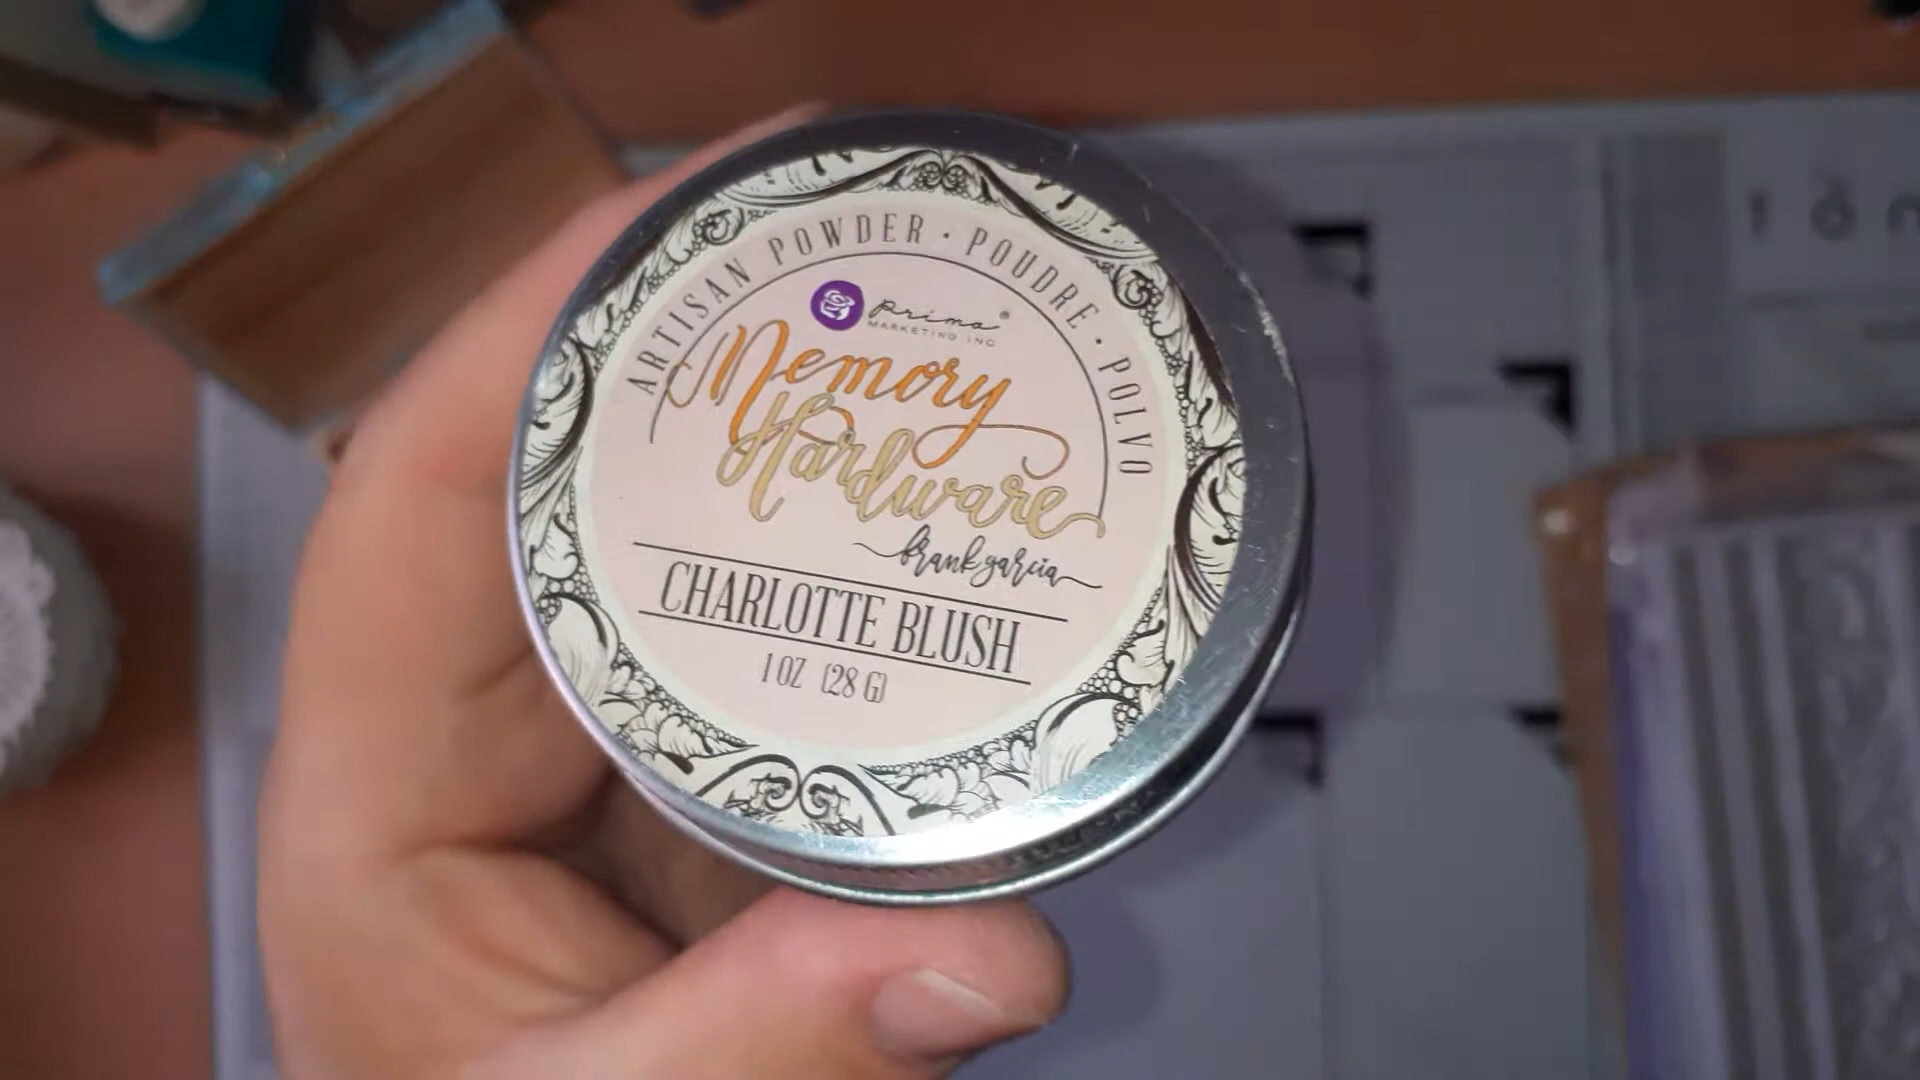 ARTISAN POWDER · POUDRE · POLVO
prima®
MARKETING INC
Memory
Hardware
frank garcia
CHARLOTTE BLUSH
1 OZ (28 G)